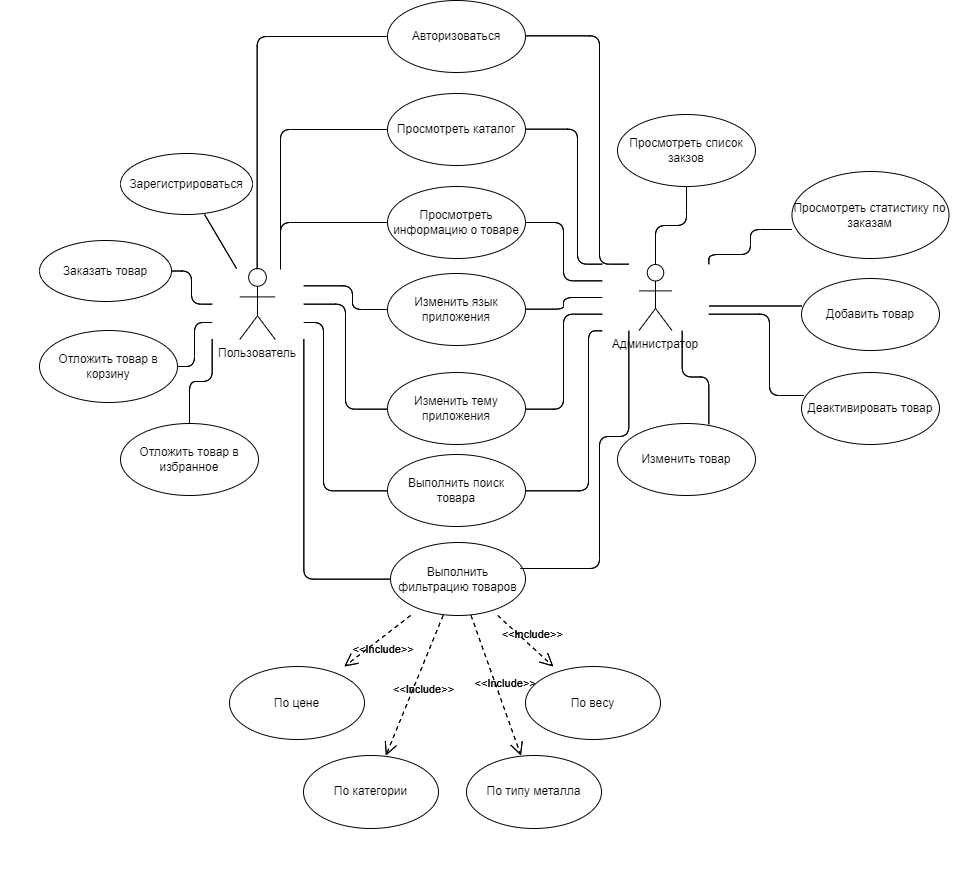 Авторизоваться
Просмотреть каталог
Просмотреть список
закзов
Зарегистрироваться
Просмотреть
информацию о товаре
Просмотреть статистику по
заказам
Заказать товар
Изменить язык
приложения
Добавить товар
Пользователь
Администратор
Отложить товар в
корзину
Изменить тему
приложения
Деактивировать товар
Отложить товар в
избранное
Изменить товар
Выполнить поиск
товара
Выполнить
фильтрацию товаров
<<Include>>
<<Include>>
<<Include>>
<<Include>>
По цене
По весу
По категории
По типу металла